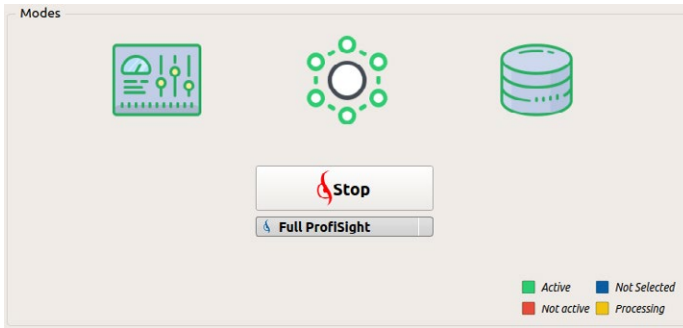 Modes
Stop
Full ProfiSight
Active
Not Selected
Not active
Processing